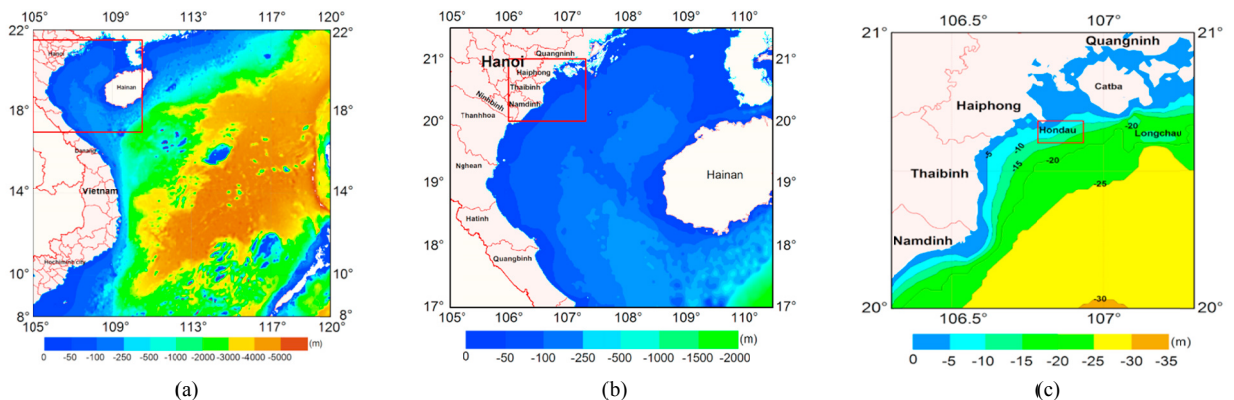 105° 109° 113° 117° 120°
22° 22°
Hanoi
Hainan
18° 18°
Danang
Vietnam
14° 14°
Hochiminh city
10° 10°
8° 8°
105° 109° 113° 117° 120°
(m)
0 -50 -100 -250 -500 -1000 -2000 -3000 -4000 -5000
(a)
105° 106° 107° 108° 109° 110°
Quangninh
21° 21°
Hanoi
Haiphong
Thaibinh
Ninhbinh
Namdinh
Thanhhoa
20° 20°
Nghean
Hainan
19° 19°
Hatinh
18° 18°
Quangbinh
17° 17°
105° 106° 107° 108° 109° 110°
(m)
0 -50 -100 -250 -500 -1000 -1500 -2000
(b)
106.5° 107°
21° 21°
Quangninh
Catba
Haiphong
-20
Hondau
Longchau
-5 -10 -15 -20
Thaibinh
-25
Namdinh
-30
20° 20°
106.5° 107°
(m)
0 -5 -10 -15 -20 -25 -30 -35
(c)